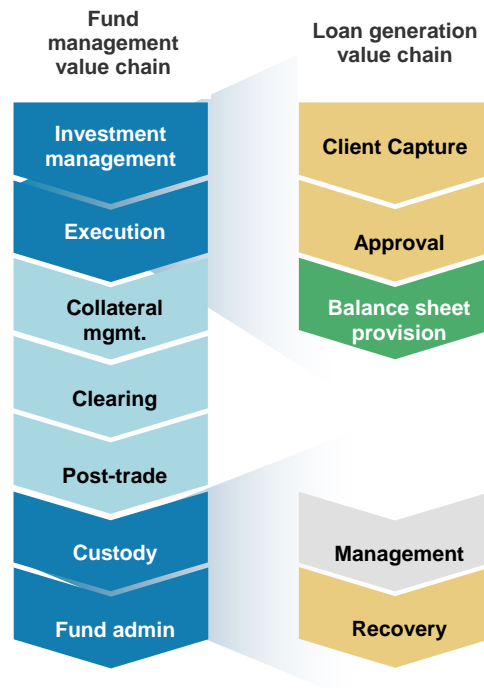 Fund
management
value chain
Loan generation
value chain
Investment
management
Execution
Collateral
mgmt.
Clearing
Post-trade
Custody
Fund admin
Client Capture
Approval
Balance sheet
provision
Management
Recovery